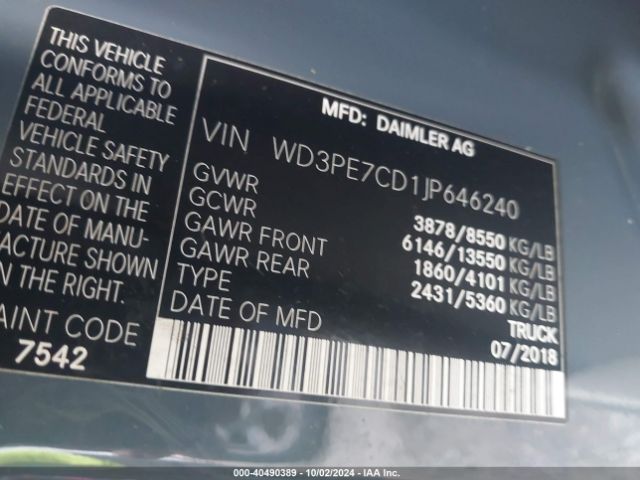 THIS VEHICLE
CONFORMS TO
ALL APPLICABLE
FEDERAL
VEHICLE SAFETY
STANDARDS IN
EFFECT ON THE
DATE OF MANU-
FACTURE SHOWN
ON THE RIGHT.
PAINT CODE
7542
MFD: DAIMLER AG
VIN WD3PE7CD1JP646240
GVWR 3878/8550 KG/LB
GCWR 6146/13550 KG/LB
GAWR FRONT 1860/4101 KG/LB
GAWR REAR 2431/5360 KG/LB
TYPE TRUCK
DATE OF MFD 07/2018
000-40490389 - 10/02/2024 - IAA Inc.